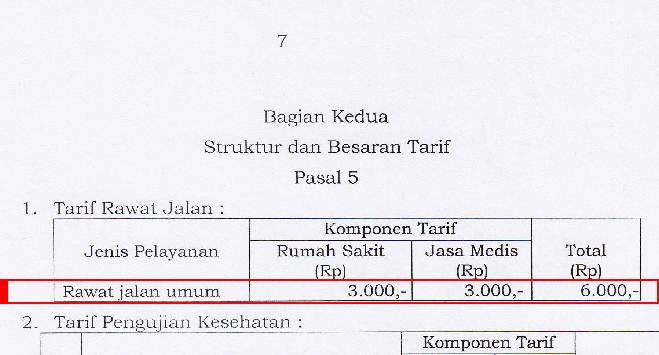 7
Bagian Kedua
Struktur dan Besaran Tarif
Pasal 5
1. Tarif Rawat Jalan :
Komponen Tarif
Jenis Pelayanan Rumah Sakit Jasa Medis Total
(Rp) (Rp) (Rp)
Rawat jalan umum 3.000,- 3.000,- 6.000,-
2. Tarif Pengujian Kesehatan :
Komponen Tarif